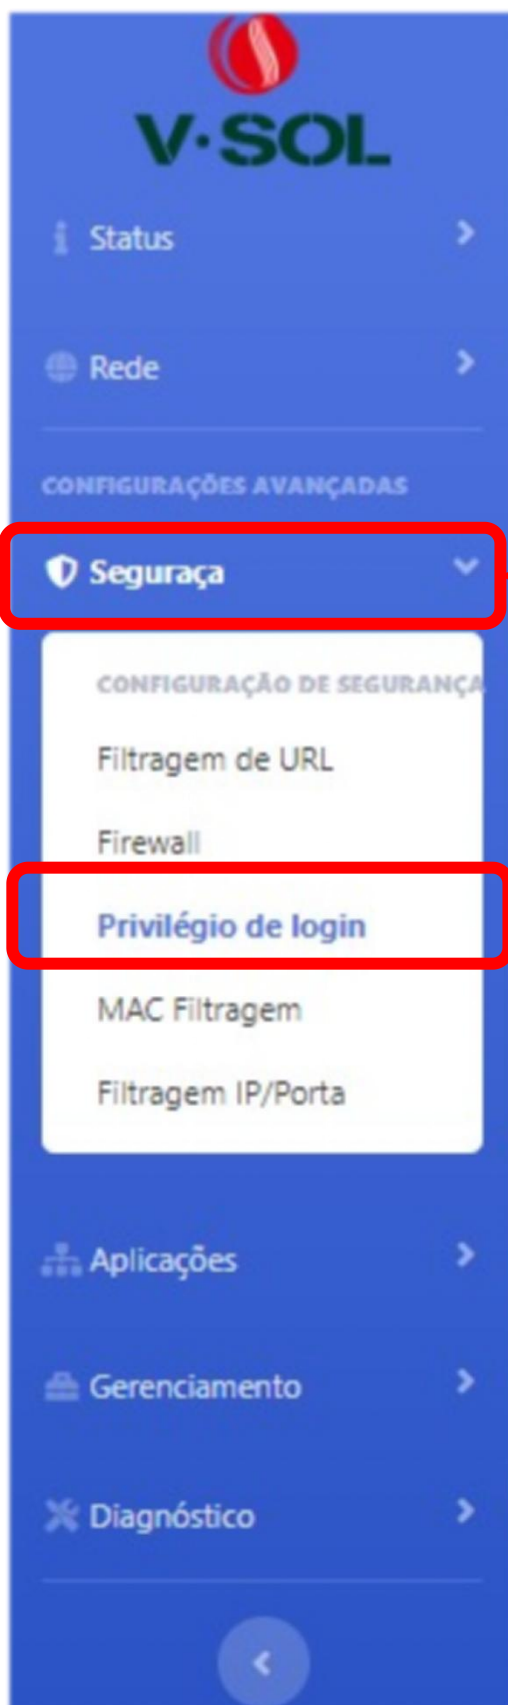 V·SOL
Status
Rede
CONFIGURAÇÕES AVANÇADAS
Seguraça
CONFIGURAÇÃO DE SEGURANÇA
Filtragem de URL
Firewall
Privilégio de login
MAC Filtragem
Filtragem IP/Porta
Aplicações
Gerenciamento
Diagnóstico